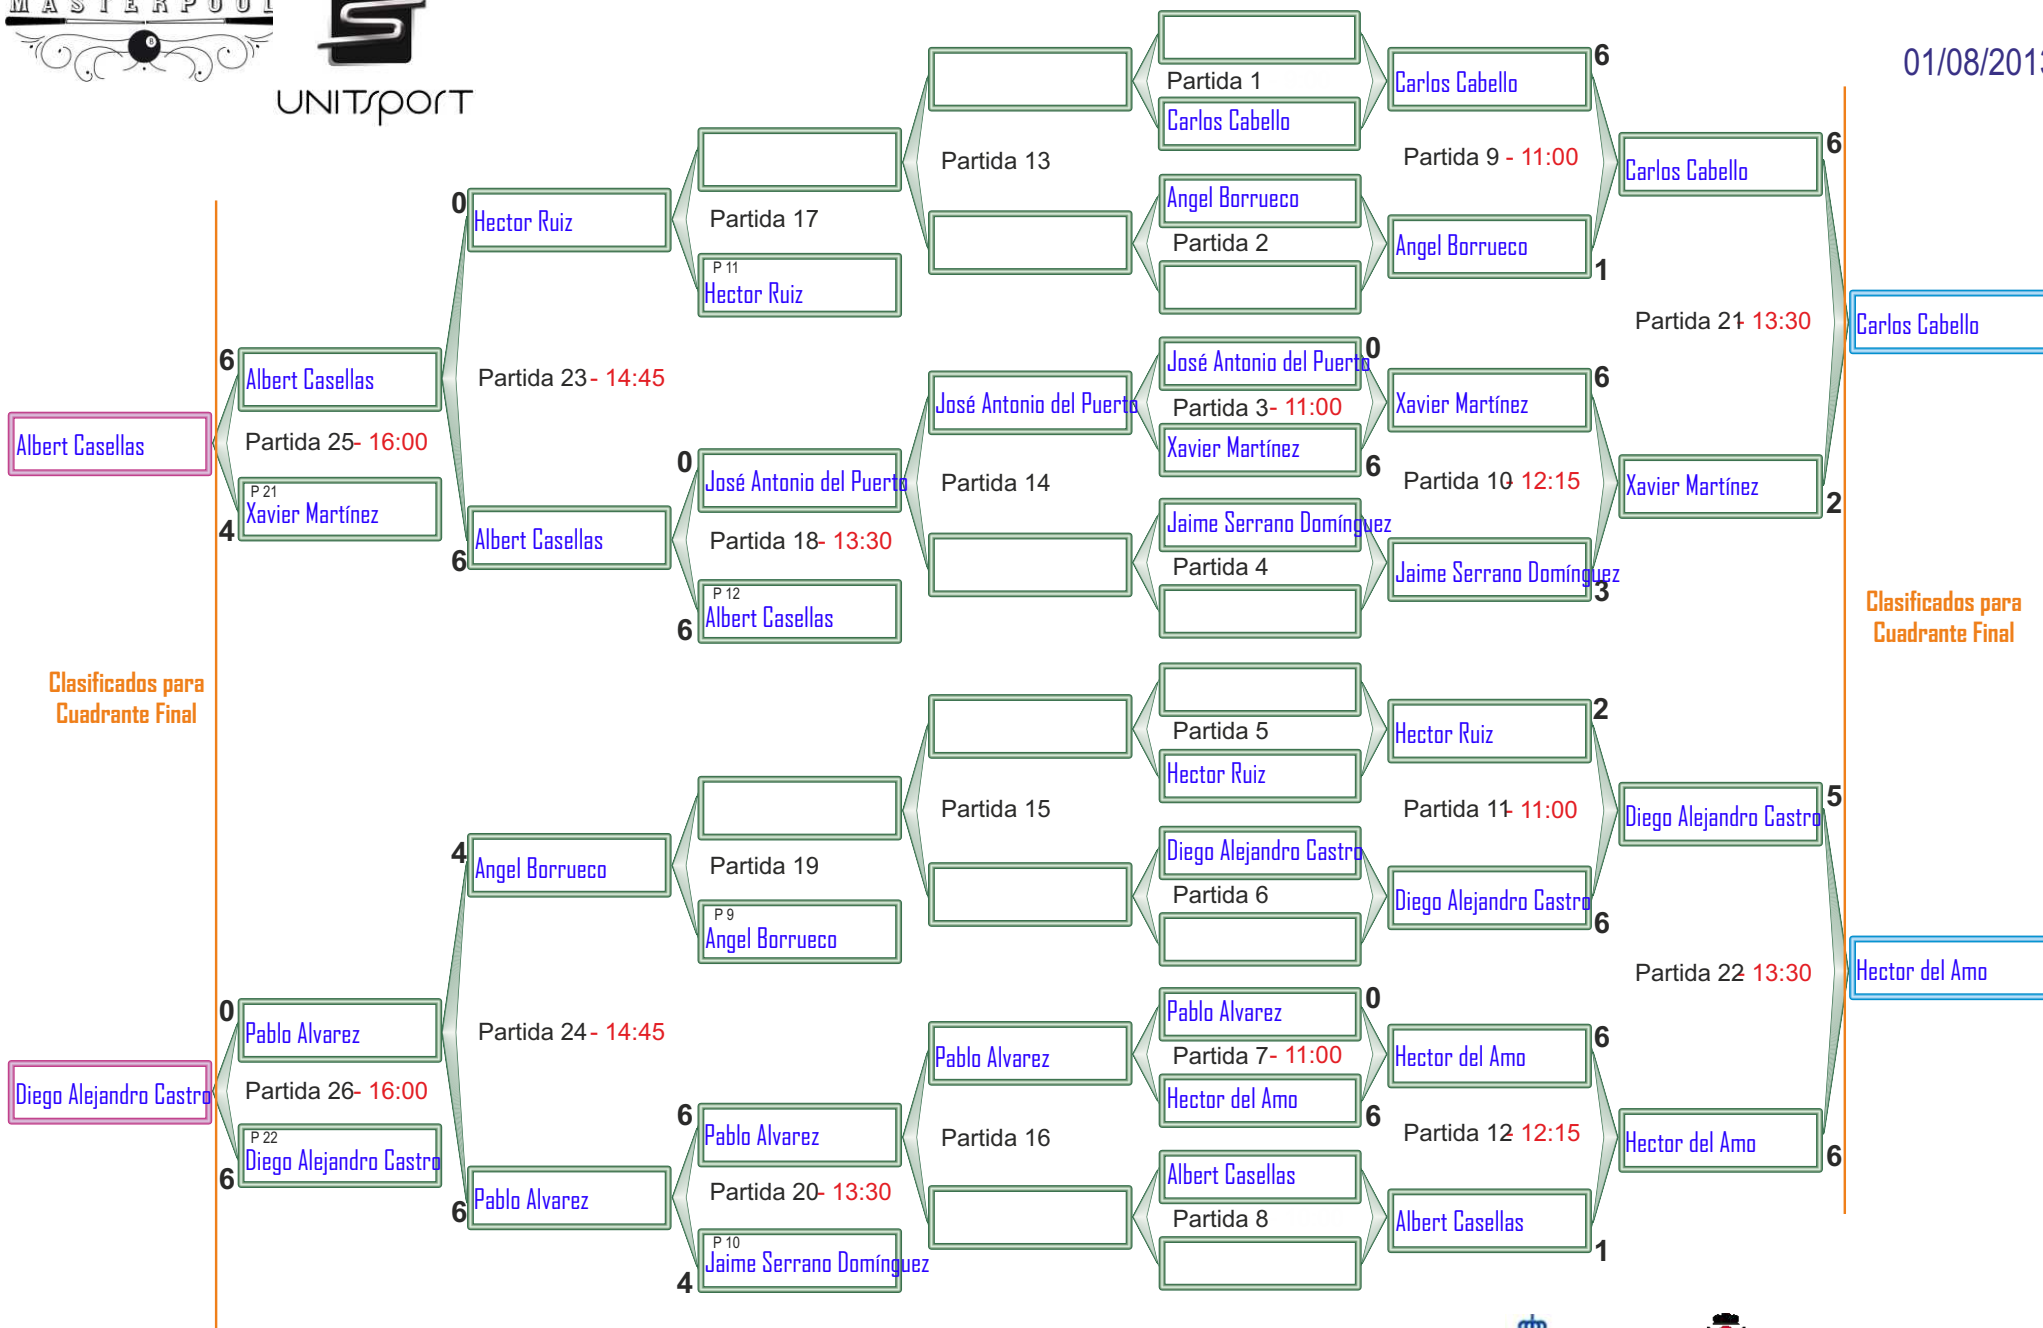 MASTERPOOL
8
UNITSPORT
01/08/2013
Clasificados para
Cuadrante Final
Albert Casellas
Diego Alejandro Castro
6
Albert Casellas
Partida 25- 16:00
P 21
Xavier Martínez
4
0
Pablo Alvarez
Partida 26- 16:00
P 22
Diego Alejandro Castro
6
0
Hector Ruiz
Partida 23- 14:45
Albert Casellas
6
4
Angel Borrueco
Partida 24- 14:45
Pablo Alvarez
6
Partida 17
P 11
Hector Ruiz
0
José Antonio del Puerto
Partida 18- 13:30
P 12
Albert Casellas
6
Partida 19
P 9
Angel Borrueco
6
Pablo Alvarez
Partida 20- 13:30
P 10
Jaime Serrano Domínguez
4
Partida 13
José Antonio del Puerto
Partida 14
Partida 15
Pablo Alvarez
Partida 16
Partida 1
Carlos Cabello
Angel Borrueco
Partida 2
José Antonio del Puerto
0
Partida 3- 11:00
Xavier Martínez
6
Jaime Serrano Domínguez
Partida 4
Partida 5
Hector Ruiz
Diego Alejandro Castro
Partida 6
Pablo Alvarez
0
Partida 7- 11:00
Hector del Amo
6
Albert Casellas
Partida 8
6
Carlos Cabello
Partida 9 - 11:00
Angel Borrueco
1
6
Xavier Martínez
Partida 10- 12:15
Jaime Serrano Domínguez
3
2
Hector Ruiz
Partida 11- 11:00
Diego Alejandro Castro
6
6
Hector del Amo
Partida 12- 12:15
Albert Casellas
1
6
Carlos Cabello
Partida 21- 13:30
Xavier Martínez
2
5
Diego Alejandro Castro
Partida 22- 13:30
Hector del Amo
6
Carlos Cabello
Clasificados para
Cuadrante Final
Hector del Amo